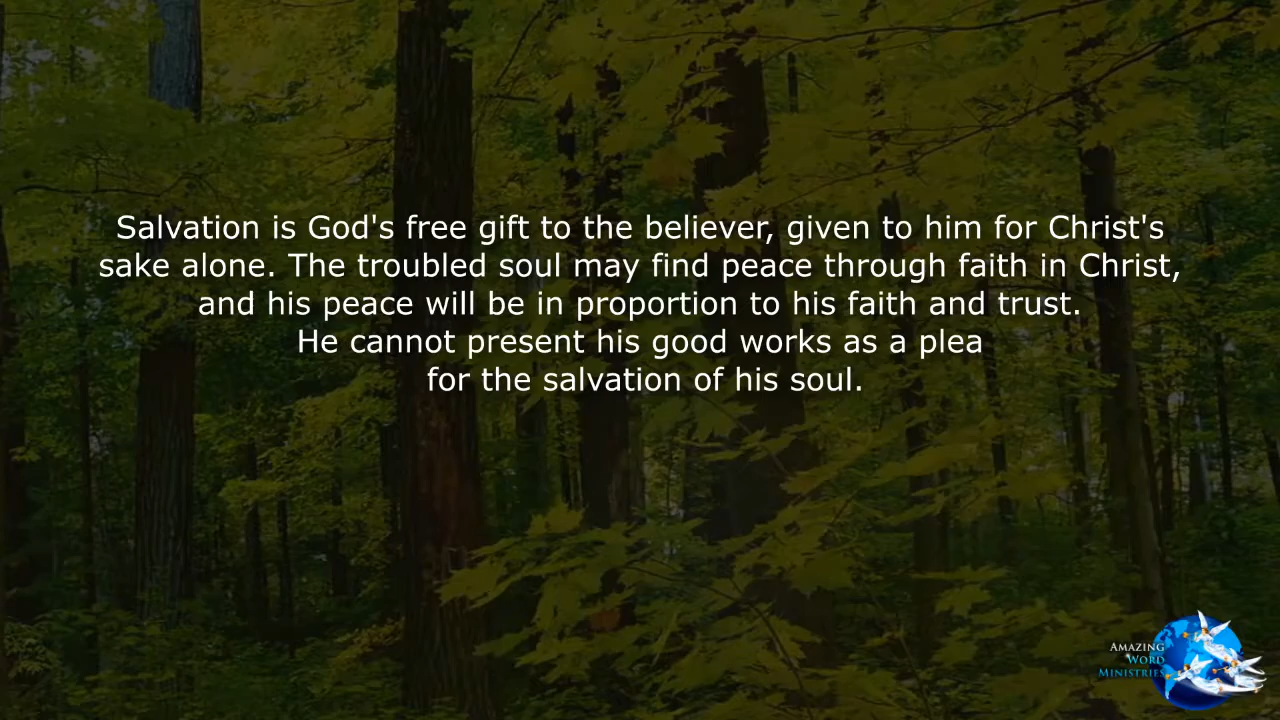 Salvation is God's free gift to the believer, given to him for Christ's
sake alone. The troubled soul may find peace through faith in Christ,
and his peace will be in proportion to his faith and trust.
He cannot present his good works as a plea
for the salvation of his soul.
AMAZING
WORD
MINISTRIES